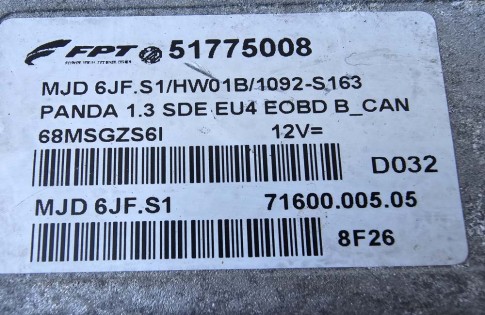 FPT 51775008
MJD 6JF.S1/HW01B/1092-S163
PANDA 1.3 SDE EU4 EOBD B_CAN
68MSGZS6I 12V=
D032
MJD 6JF.S1 71600.005.05
8F26